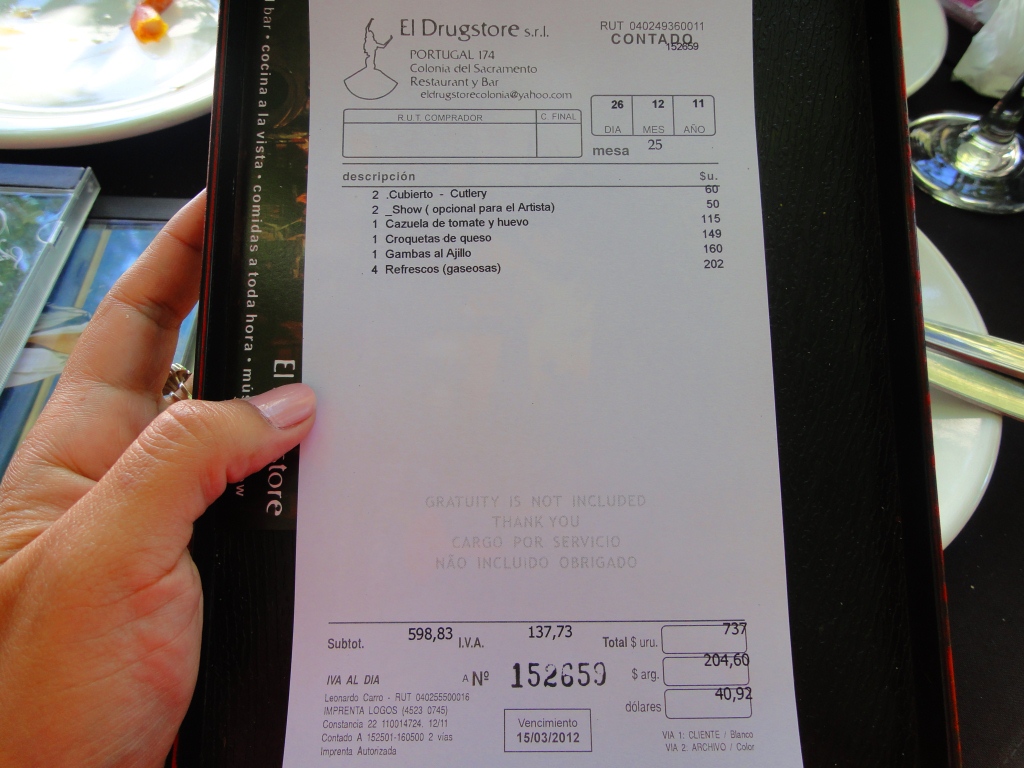 l bar • cocina a la vista • comidas a toda hora • mús
El
tore
w
El Drugstore s.r.l.
PORTUGAL 174
Colonia del Sacramento
Restaurant y Bar
eldrugstorecolonia@yahoo.com
RUT 040249360011
CONTADO
152659
R.U.T. COMPRADOR C. FINAL
26 12 11
DIA MES AÑO
mesa 25
descripción $u.
2 .Cubierto - Cutlery 60
2 _Show ( opcional para el Artista) 50
1 Cazuela de tomate y huevo 115
1 Croquetas de queso 149
1 Gambas al Ajillo 160
4 Refrescos (gaseosas) 202
GRATUITY IS NOT INCLUDED
THANK YOU
CARGO POR SERVICIO
NÃO INCLUIDO OBRIGADO
Subtot. 598,83 I.V.A. 137,73 Total $ uru. 737
$ arg. 204,60
dólares 40,92
IVA AL DIA A Nº 152659
Leonardo Carro - RUT 040255500016
IMPRENTA LOGOS (4523 0745)
Constancia 22 110014724. 12/11
Contado A 152501-160500 2 vias
Imprenta Autorizada
Vencimiento
15/03/2012
VIA 1: CLIENTE / Blanco
VIA 2: ARCHIVO / Color